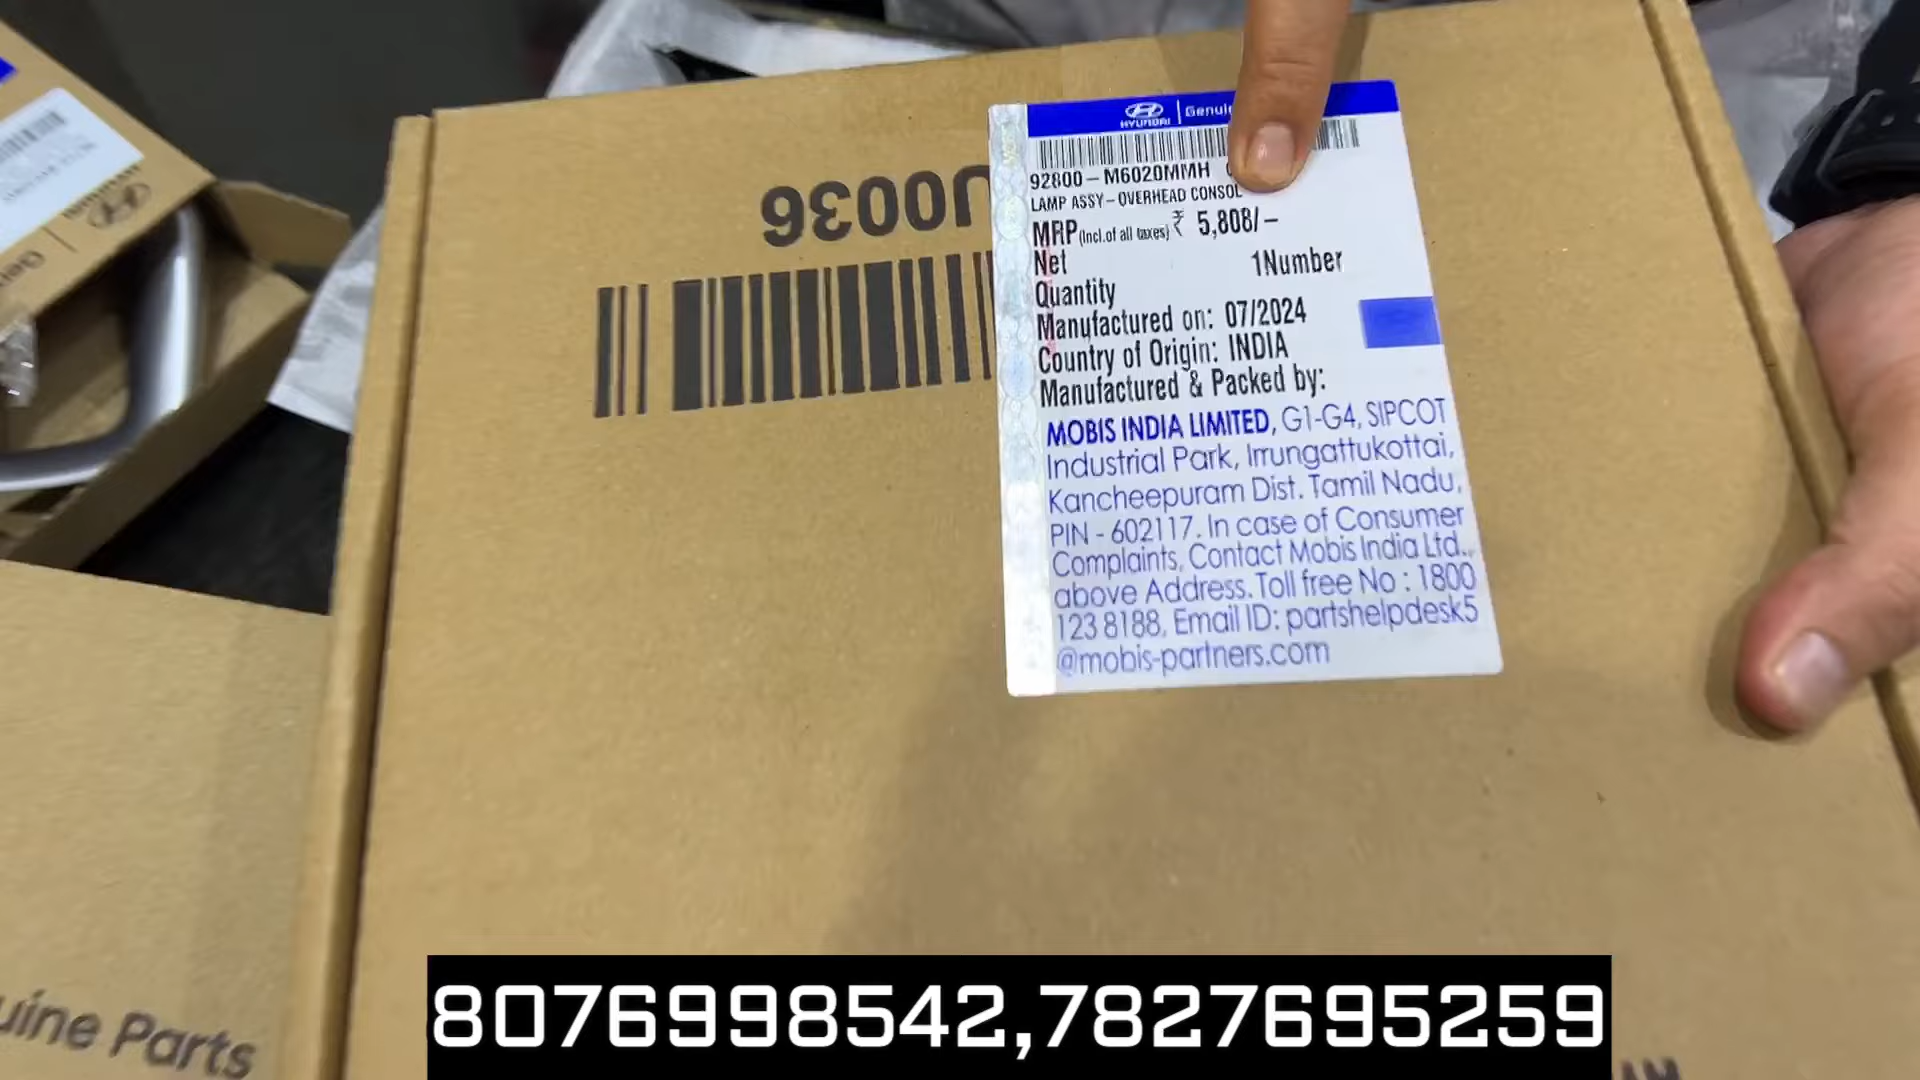 HYUNDAI | Genuin
92800-M6020MMH
LAMP ASSY-OVERHEAD CONSOL
MRP (Incl.of all taxes) ₹ 5,808/-
Net 1Number
Quantity
Manufactured on: 07/2024
Country of Origin: INDIA
Manufactured & Packed by:
MOBIS INDIA LIMITED, G1-G4, SIPCOT
Industrial Park, Irrungattukottai,
Kancheepuram Dist. Tamil Nadu,
PIN - 602117. In case of Consumer
Complaints, Contact Mobis India Ltd.,
above Address. Toll free No : 1800
123 8188, Email ID: partshelpdesk5
@mobis-partners.com
U0036
HYUNDAI | Gen
uine Parts
8076998542,7827695259